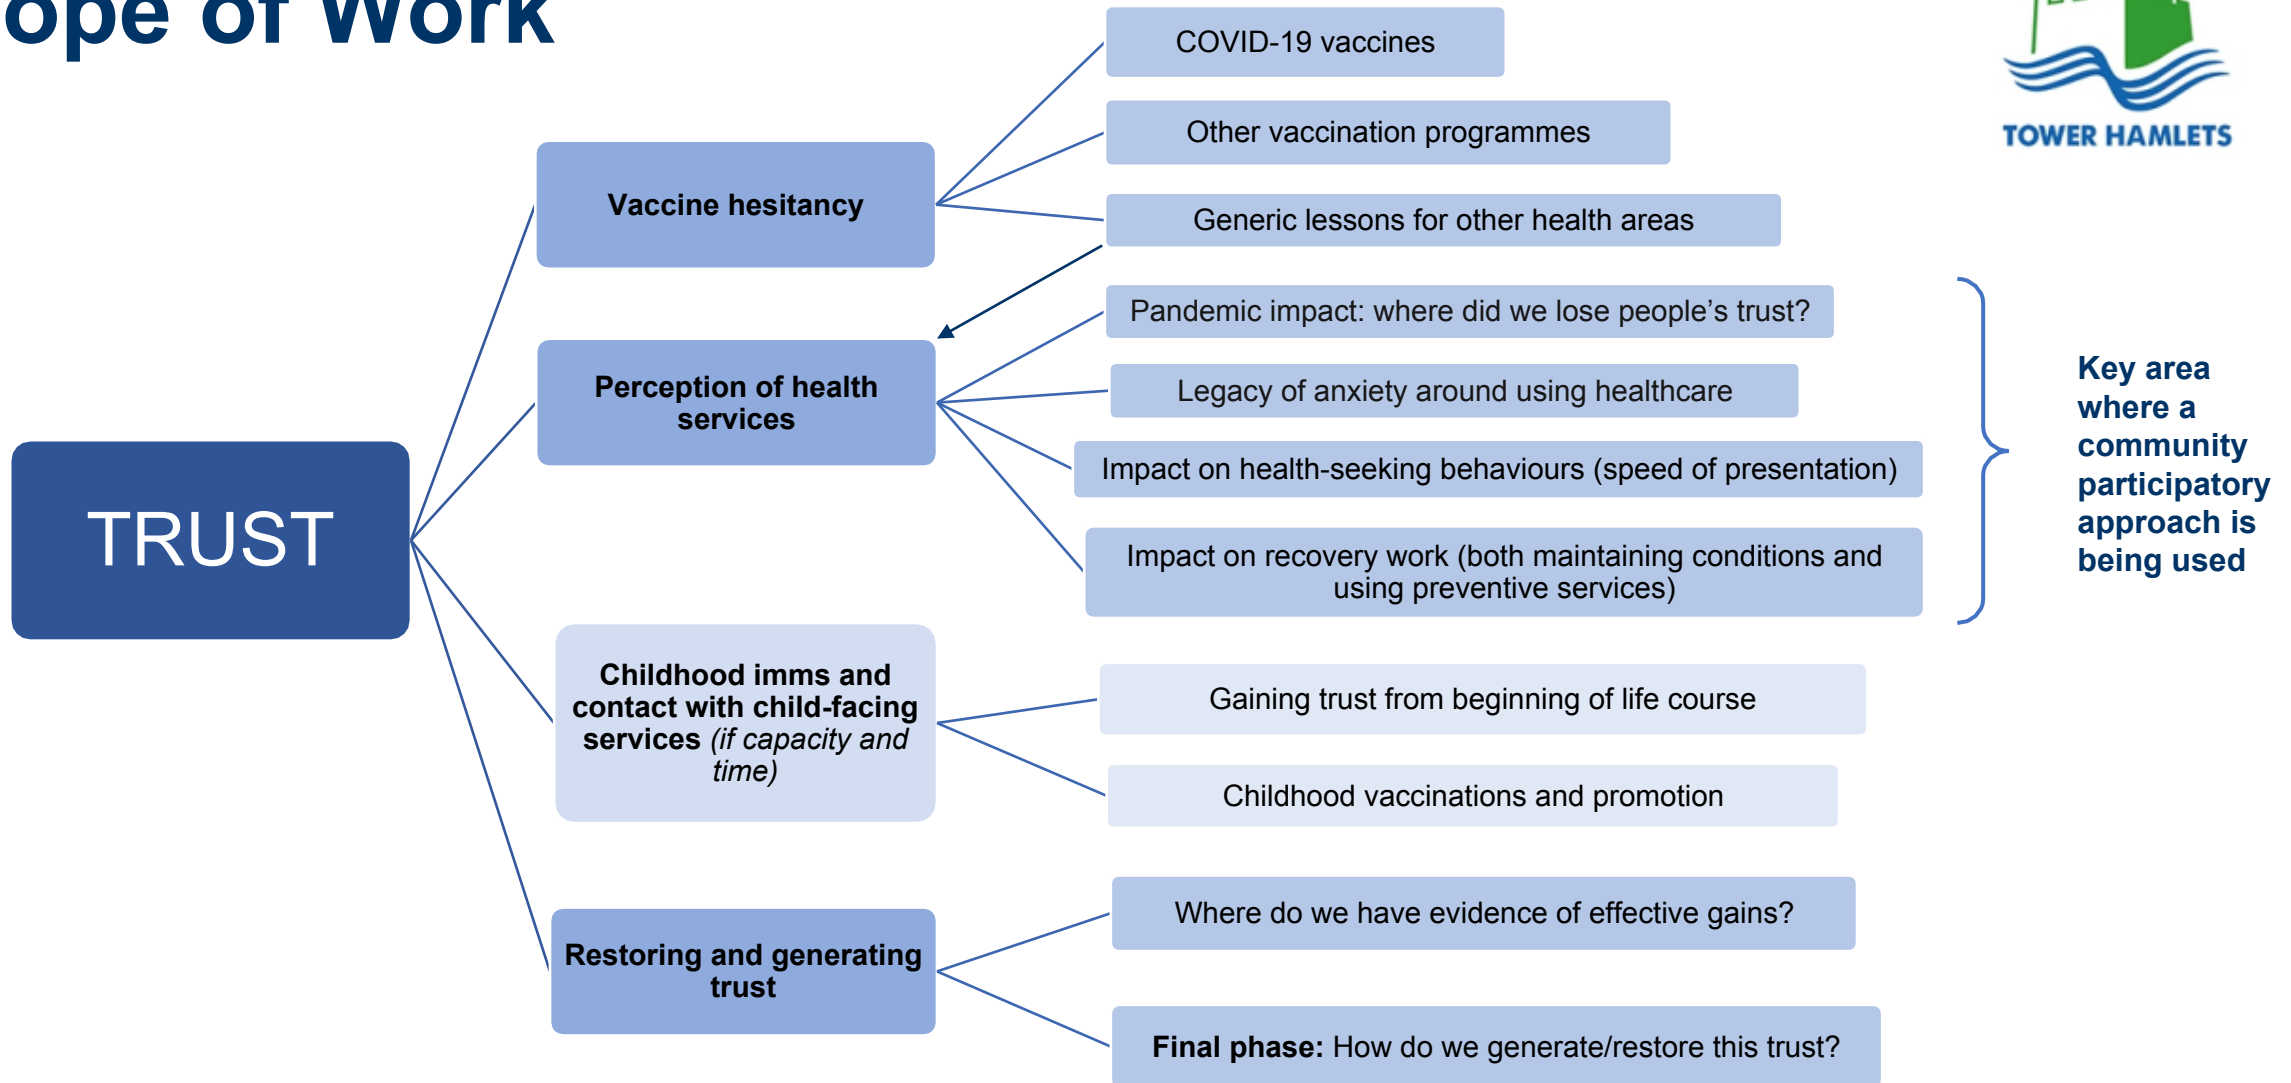 ope of Work
TOWER HAMLETS
TRUST
Vaccine hesitancy
COVID-19 vaccines
Other vaccination programmes
Generic lessons for other health areas
Perception of health
services
Pandemic impact: where did we lose people’s trust?
Legacy of anxiety around using healthcare
Impact on health-seeking behaviours (speed of presentation)
Impact on recovery work (both maintaining conditions and
using preventive services)
Key area
where a
community
participatory
approach is
being used
Childhood imms and
contact with child-facing
services (if capacity and
time)
Gaining trust from beginning of life course
Childhood vaccinations and promotion
Restoring and generating
trust
Where do we have evidence of effective gains?
Final phase: How do we generate/restore this trust?